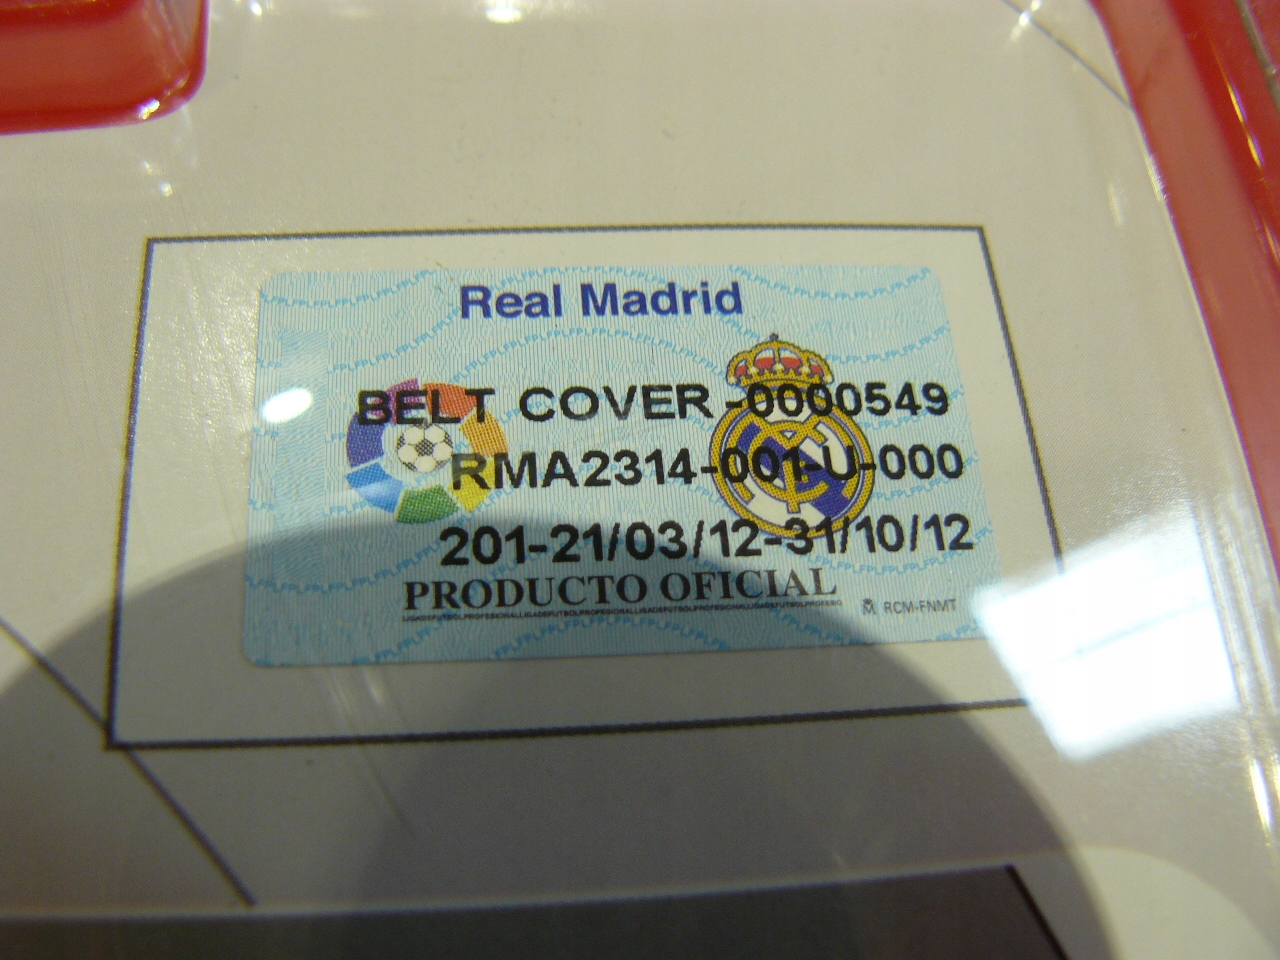 Real Madrid
BELT COVER -0000549
RMA2314-001-U-000
201-21/03/12-31/10/12
PRODUCTO OFICIAL
RCM-FNMT